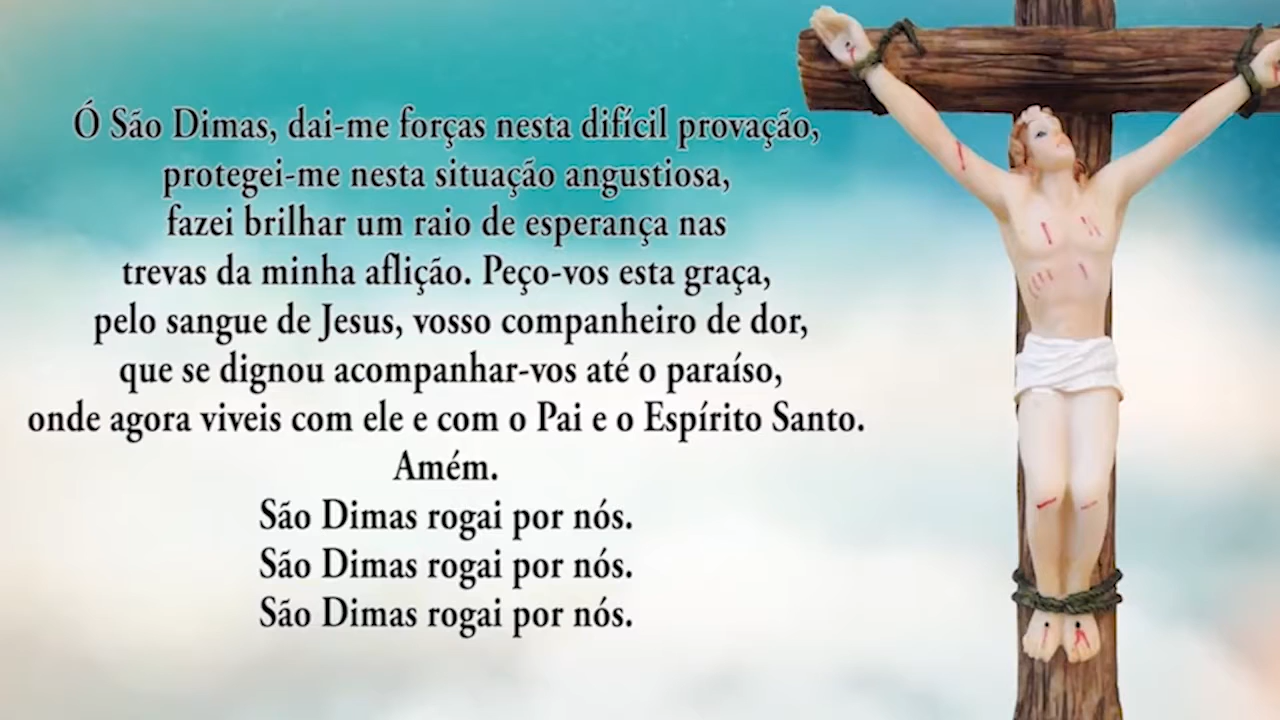 Ó São Dimas, dai-me forças nesta difícil provação,
protegei-me nesta situação angustiosa,
fazei brilhar um raio de esperança nas
trevas da minha aflição. Peço-vos esta graça,
pelo sangue de Jesus, vosso companheiro de dor,
que se dignou acompanhar-vos até o paraíso,
onde agora viveis com ele e com o Pai e o Espírito Santo.
Amém.
São Dimas rogai por nós.
São Dimas rogai por nós.
São Dimas rogai por nós.